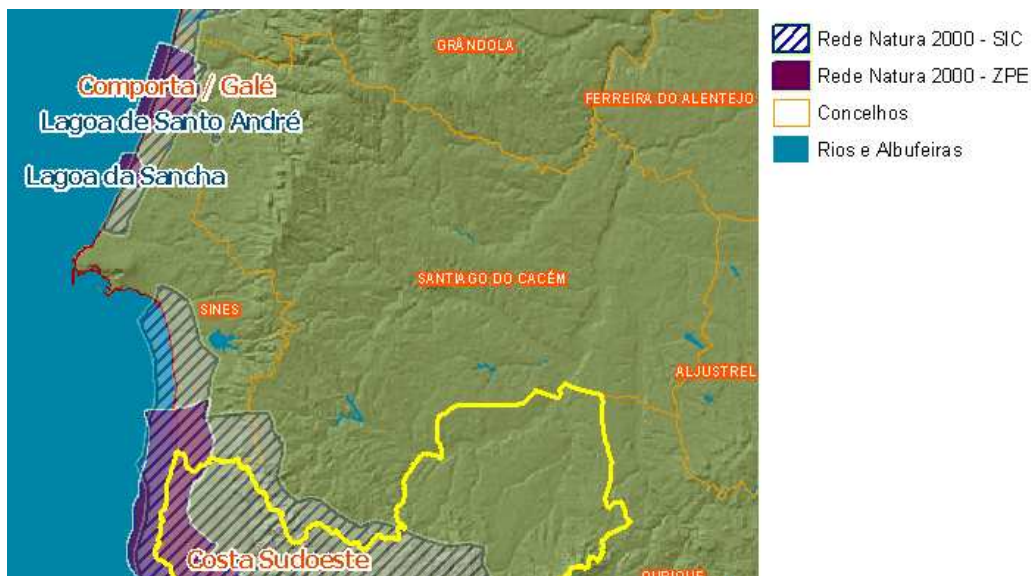 GRÂNDOLA
Comporta / Galé
FERREIRA DO ALENTEJO
Lagoa de Santo André
Lagoa da Sancha
SANTIAGO DO CACÉM
SINES
ALJUSTREL
Costa Sudoeste
OURIQUE
Rede Natura 2000 - SIC
Rede Natura 2000 - ZPE
Concelhos
Rios e Albufeiras